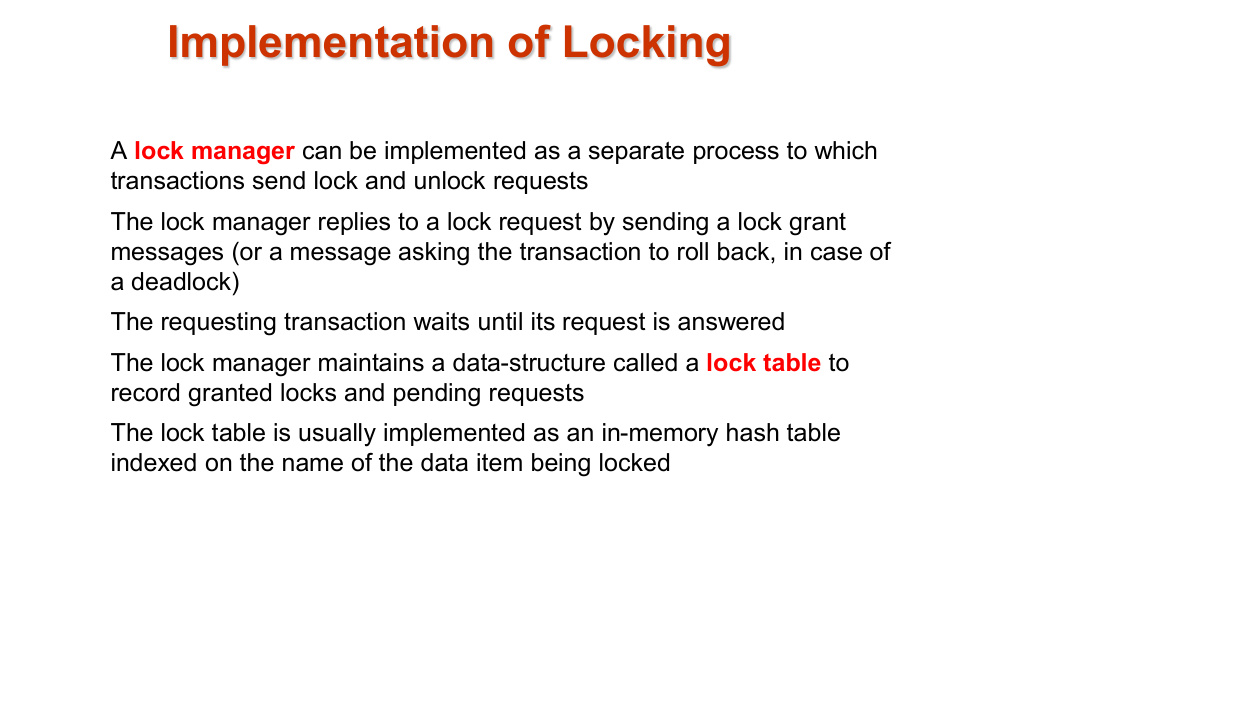 Implementation of Locking
A lock manager can be implemented as a separate process to which
transactions send lock and unlock requests
The lock manager replies to a lock request by sending a lock grant
messages (or a message asking the transaction to roll back, in case of
a deadlock)
The requesting transaction waits until its request is answered
The lock manager maintains a data-structure called a lock table to
record granted locks and pending requests
The lock table is usually implemented as an in-memory hash table
indexed on the name of the data item being locked